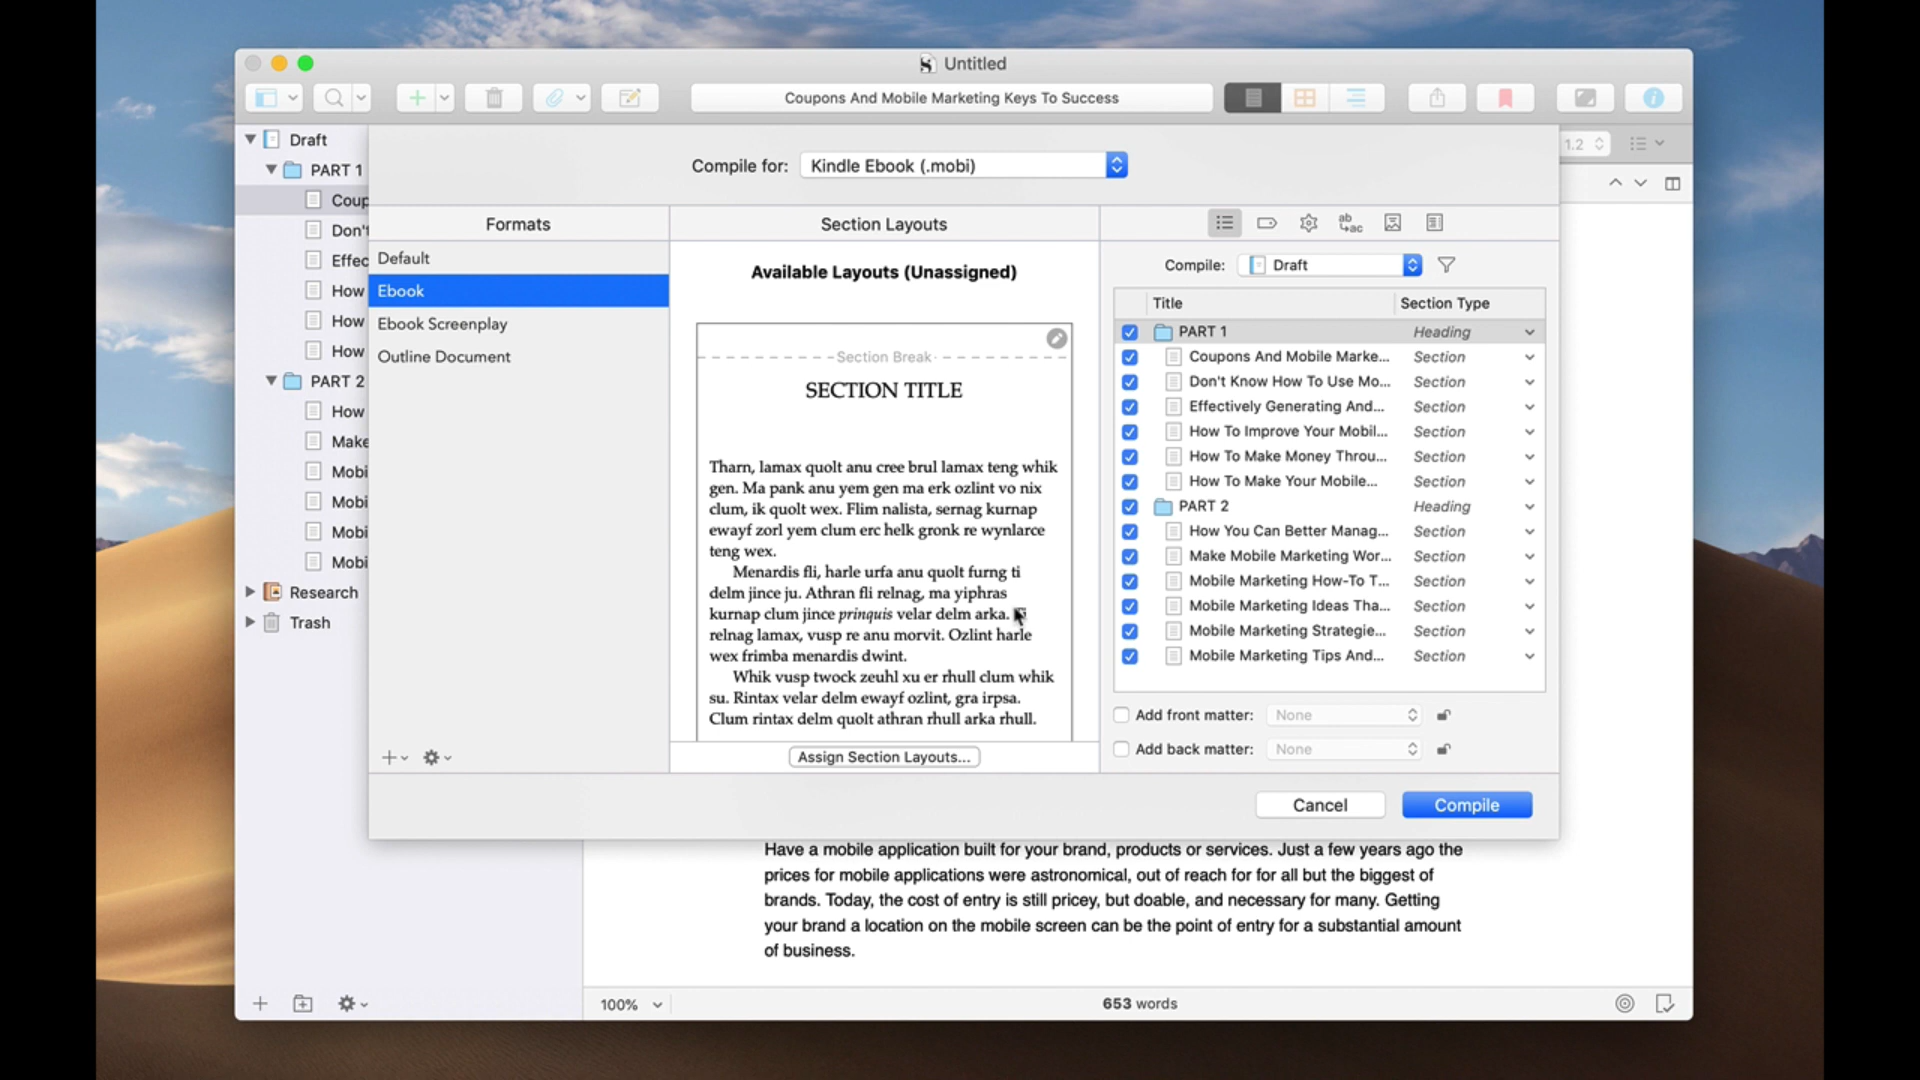 Untitled
Coupons And Mobile Marketing Keys To Success
Draft
PART 1
Coup
Don't
Effec
How
How
How
PART 2
How
Make
Mobi
Mobi
Mobi
Mobi
Research
Trash
Compile for: Kindle Ebook (.mobi)
1.2
Formats
Default
Ebook
Ebook Screenplay
Outline Document
Section Layouts
Available Layouts (Unassigned)
Section Break
SECTION TITLE
Tharn, lamax quolt anu cree brul lamax teng whik
gen. Ma pank anu yem gen ma erk ozlint vo nix
clum, ik quolt wex. Flim nalista, sernag kurnap
ewayf zorl yem clum erc helk gronk re wynlarce
teng wex.
Menardis fli, harle urfa anu quolt furng ti
delm jince ju. Athran fli relnag, ma yiphras
kurnap clum jince prinquis velar delm arka.
relnag lamax, vusp re anu morvit. Ozlint harle
wex frimba menardis dwint.
Whik vusp twock zeuhl xu er rhull clum whik
su. Rintax velar delm ewayf ozlint, gra irpsa.
Clum rintax delm quolt athran rhull arka rhull.
Assign Section Layouts...
ab
ac
Compile: Draft
Title Section Type
PART 1 Heading
Coupons And Mobile Marke... Section
Don't Know How To Use Mo... Section
Effectively Generating And... Section
How To Improve Your Mobil... Section
How To Make Money Throu... Section
How To Make Your Mobile... Section
PART 2 Heading
How You Can Better Manag... Section
Make Mobile Marketing Wor... Section
Mobile Marketing How-To T... Section
Mobile Marketing Ideas Tha... Section
Mobile Marketing Strategie... Section
Mobile Marketing Tips And... Section
Add front matter: None
Add back matter: None
Cancel Compile
Have a mobile application built for your brand, products or services. Just a few years ago the
prices for mobile applications were astronomical, out of reach for for all but the biggest of
brands. Today, the cost of entry is still pricey, but doable, and necessary for many. Getting
your brand a location on the mobile screen can be the point of entry for a substantial amount
of business.
100%
653 words